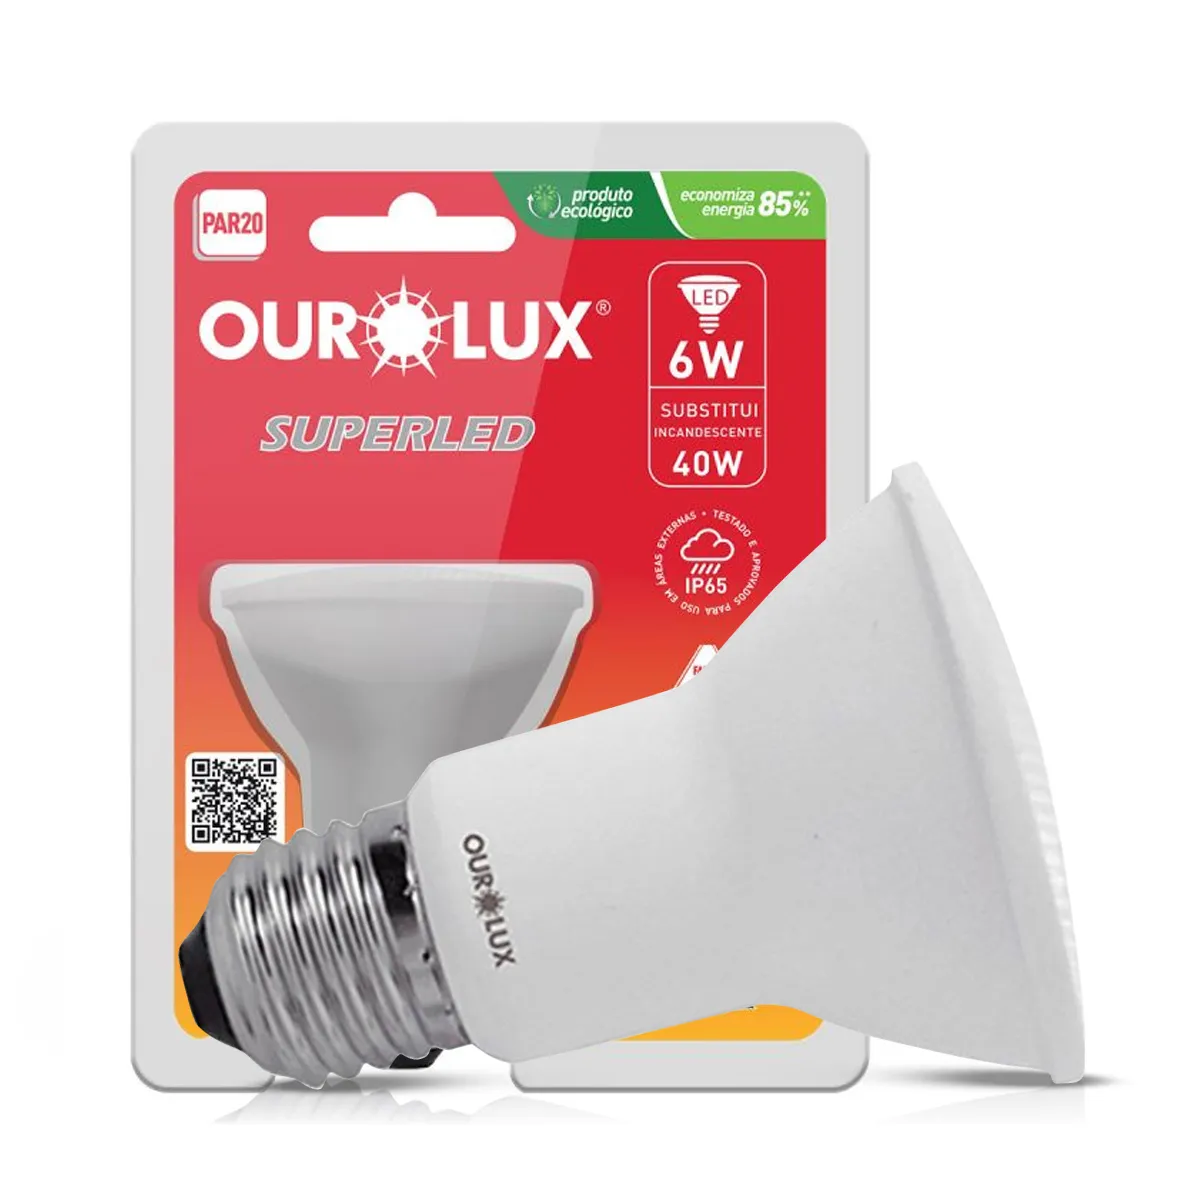 PAR20
produto
ecológico
economiza
energia 85%**
OUROLUX®
SUPERLED
LED
6W
SUBSTITUI
INCANDESCENTE
40W
TESTADO E APROVADOS PARA USO EM ÁREAS EXTERNAS •
IP65
OUROLUX